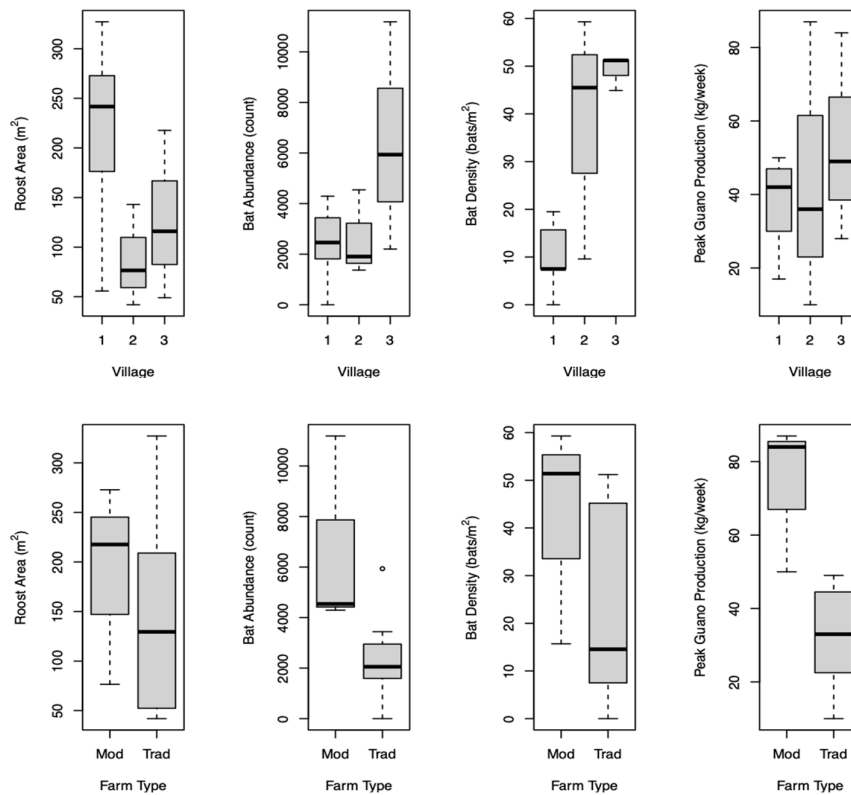 Roost Area (m²)
50 100 150 200 250 300
1 2 3
Village
Bat Abundance (count)
0 2000 4000 6000 8000 10000
1 2 3
Village
Bat Density (bats/m²)
0 10 20 30 40 50 60
1 2 3
Village
Peak Guano Production (kg/week)
20 40 60 80
1 2 3
Village
Roost Area (m²)
50 100 150 200 250 300
Mod Trad
Farm Type
Bat Abundance (count)
0 2000 4000 6000 8000 10000
Mod Trad
Farm Type
Bat Density (bats/m²)
0 10 20 30 40 50 60
Mod Trad
Farm Type
Peak Guano Production (kg/week)
20 40 60 80
Mod Trad
Farm Type